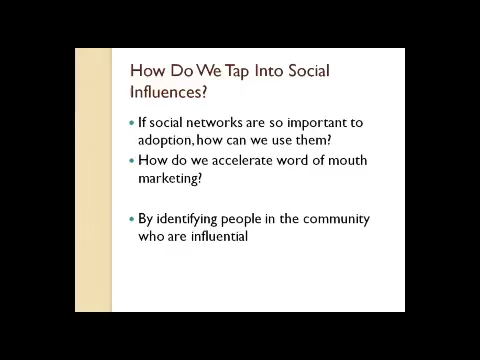 How Do We Tap Into Social
Influences?
If social networks are so important to
adoption, how can we use them?
How do we accelerate word of mouth
marketing?
By identifying people in the community
who are influential